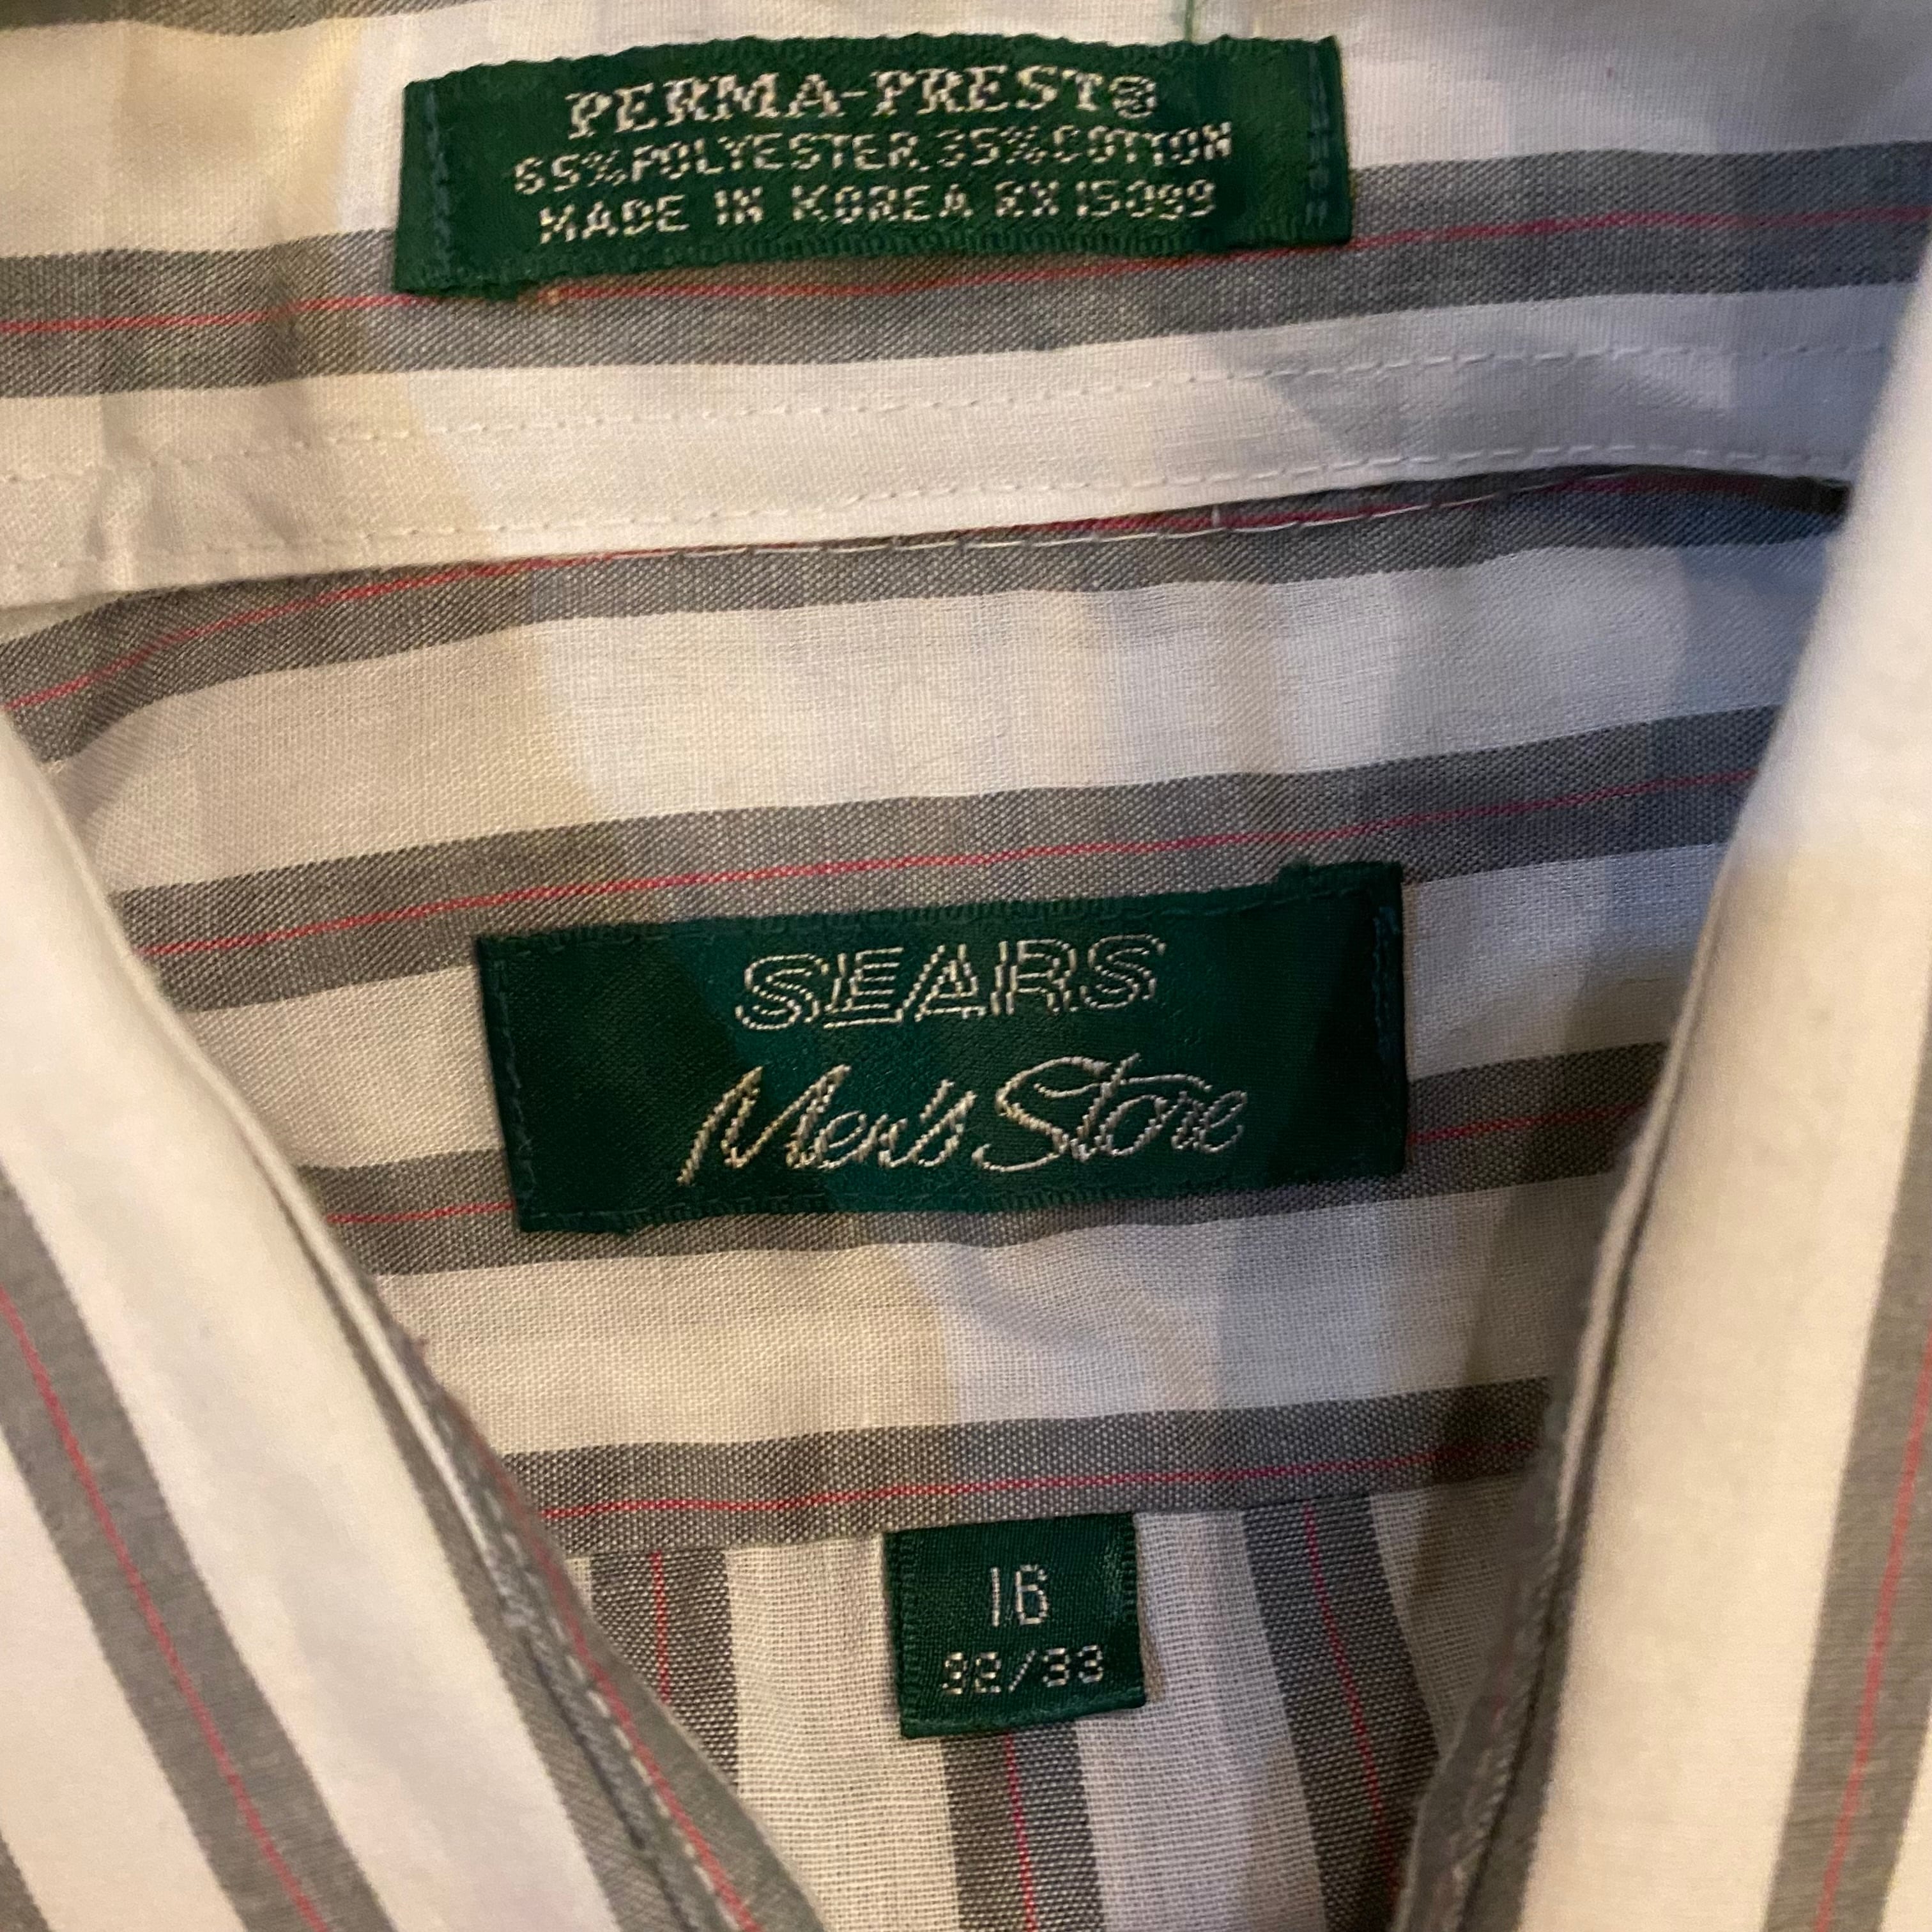 PERMA-PREST®
65% POLYESTER 35% COTTON
MADE IN KOREA RN 15099
SEARS
Men's Store
16
32/33